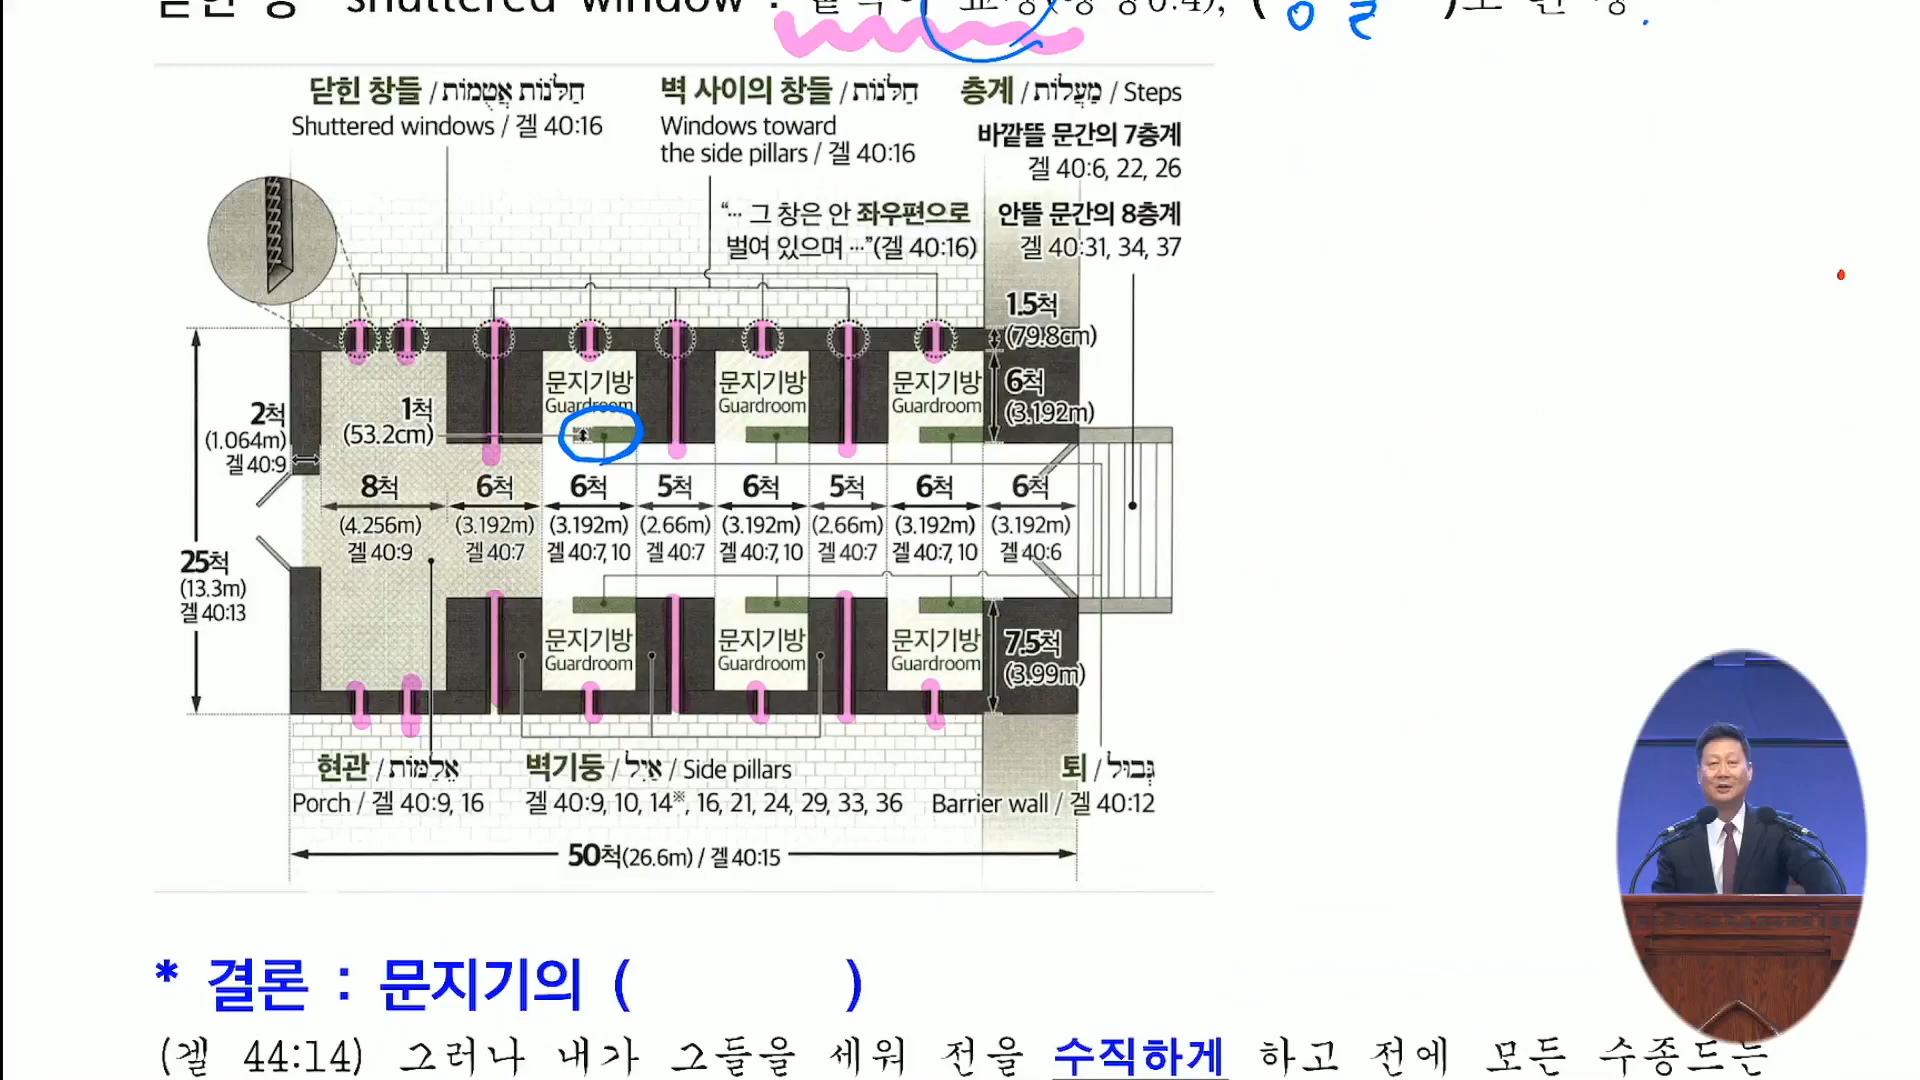 "shuttered window":
닫힌 창들 / חַלּוֹנוֹת אֲטֻמוֹת
Shuttered windows / 겔 40:16
벽 사이의 창들 / חַלּוֹנוֹת
Windows toward
the side pillars / 겔 40:16
층계 / מַעֲלוֹת / Steps
바깥뜰 문간의 7층계
겔 40:6, 22, 26
안뜰 문간의 8층계
겔 40:31, 34, 37
“··· 그 창은 안 좌우편으로
벌여 있으며 ···”(겔 40:16)
1.5척
(79.8cm)
문지기방
Guardroom
문지기방
Guardroom
문지기방
Guardroom
6척
(3.192m)
2척
(1.064m)
겔 40:9
1척
(53.2cm)
8척
(4.256m)
겔 40:9
6척
(3.192m)
겔 40:7
6척
(3.192m)
겔 40:7, 10
5척
(2.66m)
겔 40:7
6척
(3.192m)
겔 40:7, 10
5척
(2.66m)
겔 40:7
6척
(3.192m)
겔 40:7, 10
6척
(3.192m)
겔 40:6
25척
(13.3m)
겔 40:13
문지기방
Guardroom
문지기방
Guardroom
문지기방
Guardroom
7.5척
(3.99m)
현관 / אֵלַמּוֹת
Porch / 겔 40:9, 16
벽기둥 / אַיִל / Side pillars
겔 40:9, 10, 14※, 16, 21, 24, 29, 33, 36
퇴 / גְּבוּל
Barrier wall / 겔 40:12
50척(26.6m) / 겔 40:15
* 결론 : 문지기의 ( )
(겔 44:14) 그러나 내가 그들을 세워 전을 수직하게 하고 전에 모든 수종드는